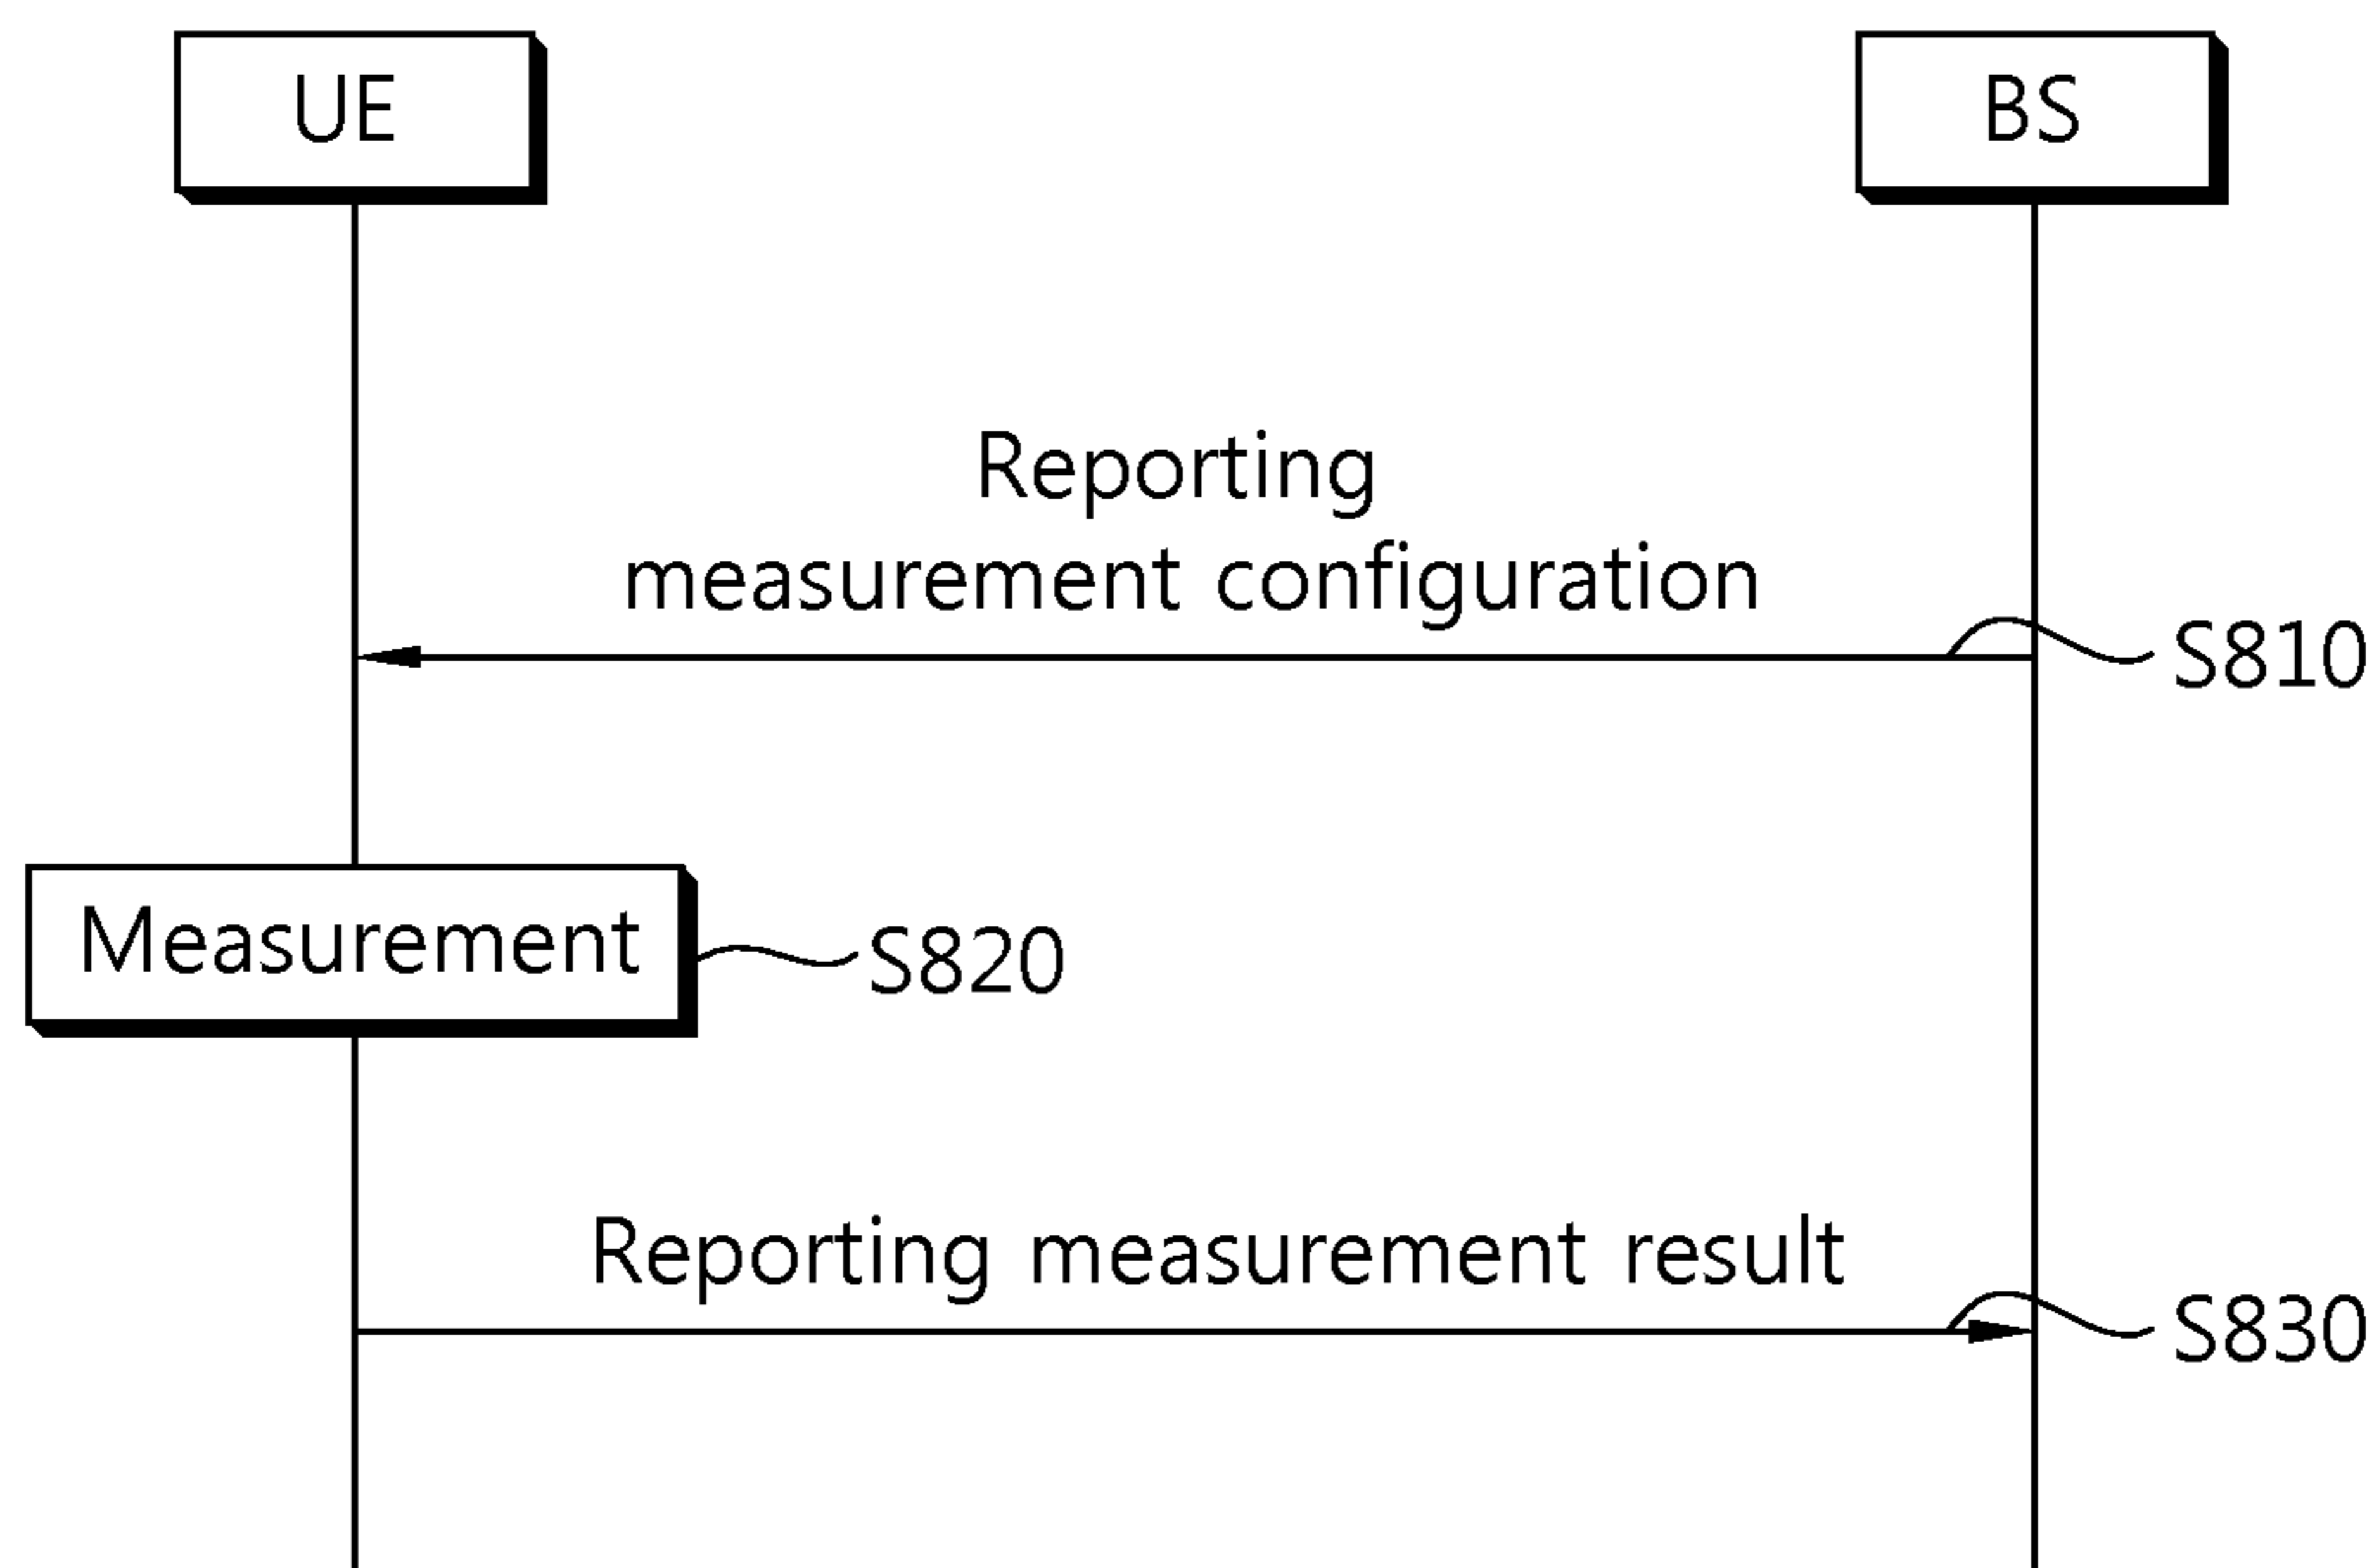 UE
BS
Reporting
measurement configuration
S810
Measurement
S820
Reporting measurement result
S830